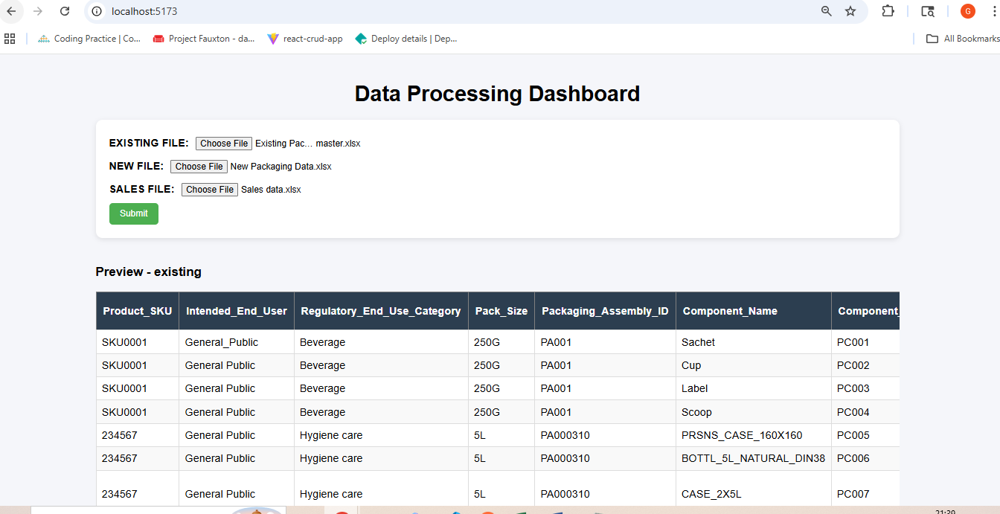 localhost:5173
G
Coding Practice | Co... Project Fauxton - da... react-crud-app Deploy details | Dep... All Bookmarks
Data Processing Dashboard
EXISTING FILE: Choose File Existing Pac... master.xlsx
NEW FILE: Choose File New Packaging Data.xlsx
SALES FILE: Choose File Sales data.xlsx
Submit
Preview - existing
Product_SKU Intended_End_User Regulatory_End_Use_Category Pack_Size Packaging_Assembly_ID Component_Name Component_
SKU0001 General_Public Beverage 250G PA001 Sachet PC001
SKU0001 General Public Beverage 250G PA001 Cup PC002
SKU0001 General Public Beverage 250G PA001 Label PC003
SKU0001 General Public Beverage 250G PA001 Scoop PC004
234567 General Public Hygiene care 5L PA000310 PRSNS_CASE_160X160 PC005
234567 General Public Hygiene care 5L PA000310 BOTTL_5L_NATURAL_DIN38 PC006
234567 General Public Hygiene care 5L PA000310 CASE_2X5L PC007